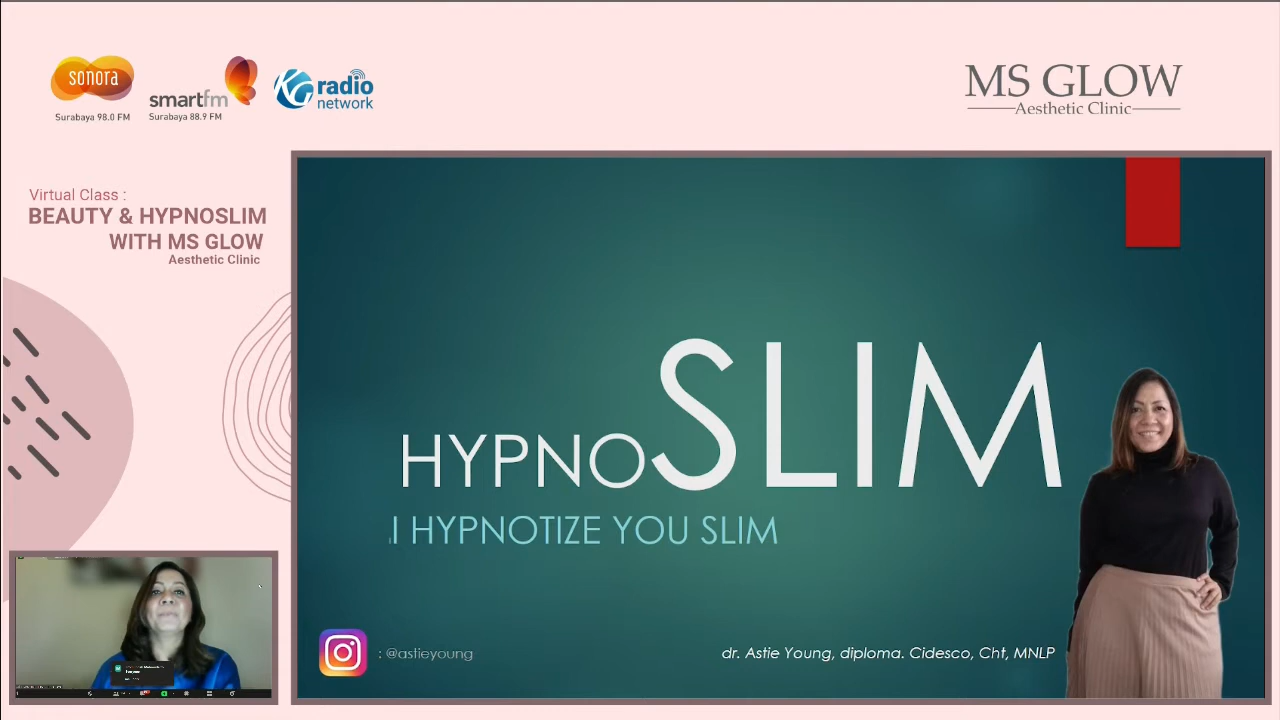 sonora
Surabaya 98.0 FM
smartfm
Surabaya 88.9 FM
radio
network
MS GLOW
Aesthetic Clinic
Virtual Class :
BEAUTY & HYPNOSLIM
WITH MS GLOW
Aesthetic Clinic
HYPNOSLIM
I HYPNOTIZE YOU SLIM
: @astieyoung
dr. Astie Young, diploma. Cidesco, Cht, MNLP